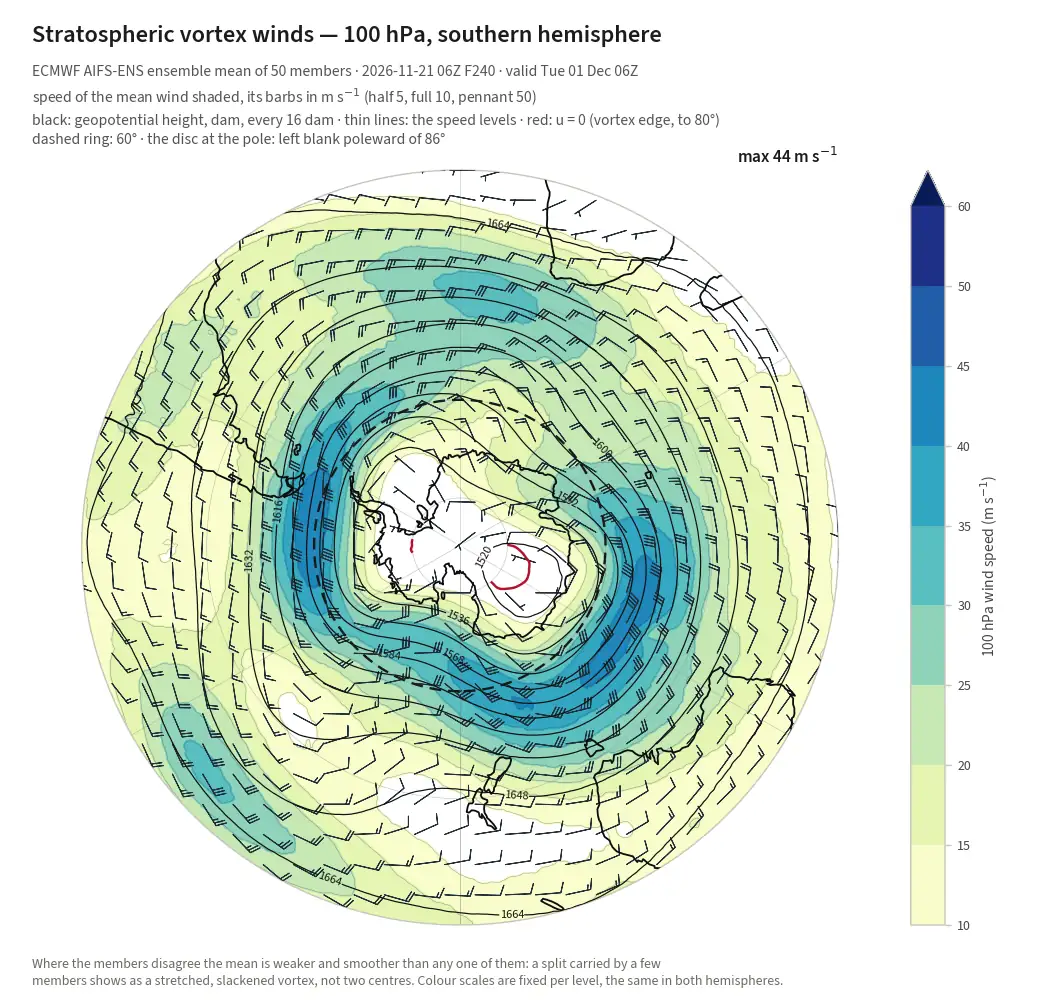 Stratospheric vortex winds — 100 hPa, southern hemisphere
ECMWF AIFS-ENS ensemble mean of 50 members · 2026-11-21 06Z F240 · valid Tue 01 Dec 06Z
speed of the mean wind shaded, its barbs in m s⁻¹ (half 5, full 10, pennant 50)
black: geopotential height, dam, every 16 dam · thin lines: the speed levels · red: u = 0 (vortex edge, to 80°)
dashed ring: 60° · the disc at the pole: left blank poleward of 86°
max 44 m s⁻¹
1664
60
50
45
1600
40
1616
1632
1520
100 hPa wind speed (m s⁻¹)
35
30
1536
1584
1568
25
20
1648
15
1664
1664
10
Where the members disagree the mean is weaker and smoother than any one of them: a split carried by a few
members shows as a stretched, slackened vortex, not two centres. Colour scales are fixed per level, the same in both hemispheres.